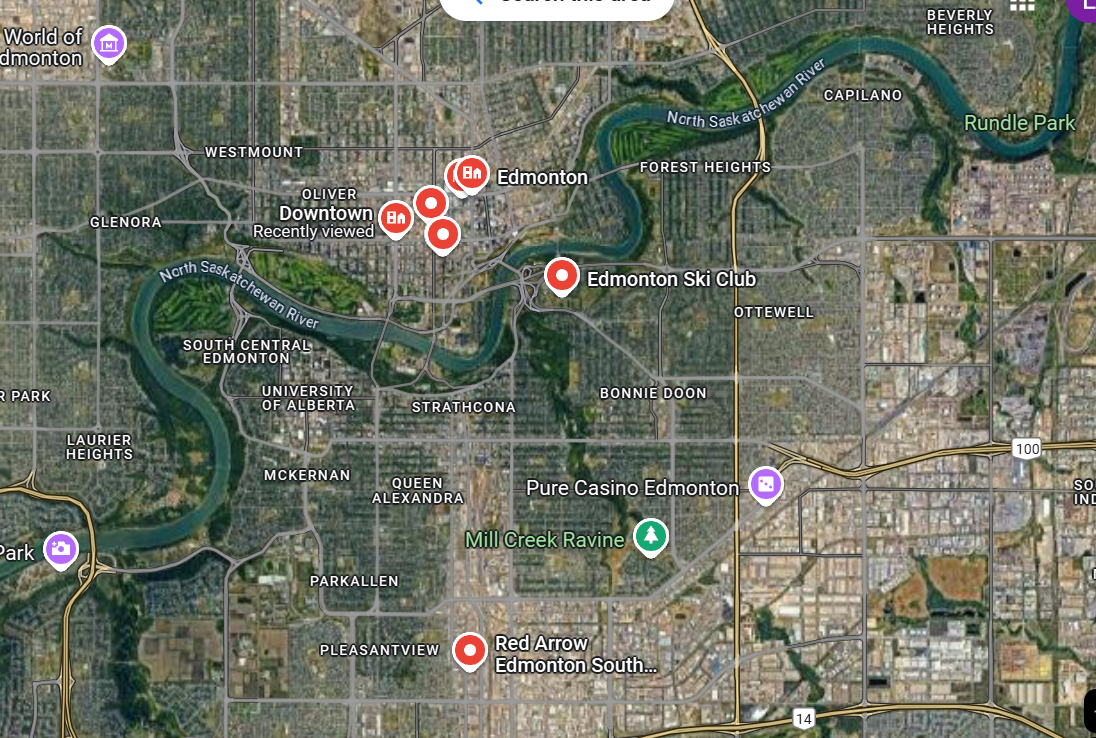 Search this area
BEVERLY
HEIGHTS
World of
dmonton
CAPILANO
North Saskatchewan River
Rundle Park
WESTMOUNT
FOREST HEIGHTS
Edmonton
OLIVER
Downtown
Recently viewed
GLENORA
North Saskatchewan River
Edmonton Ski Club
OTTEWELL
SOUTH CENTRAL
EDMONTON
UNIVERSITY
OF ALBERTA
BONNIE DOON
R PARK
STRATHCONA
LAURIER
HEIGHTS
100
MCKERNAN
QUEEN
ALEXANDRA
Pure Casino Edmonton
SO
IND
Mill Creek Ravine
Park
PARKALLEN
PLEASANTVIEW
Red Arrow
Edmonton South...
14